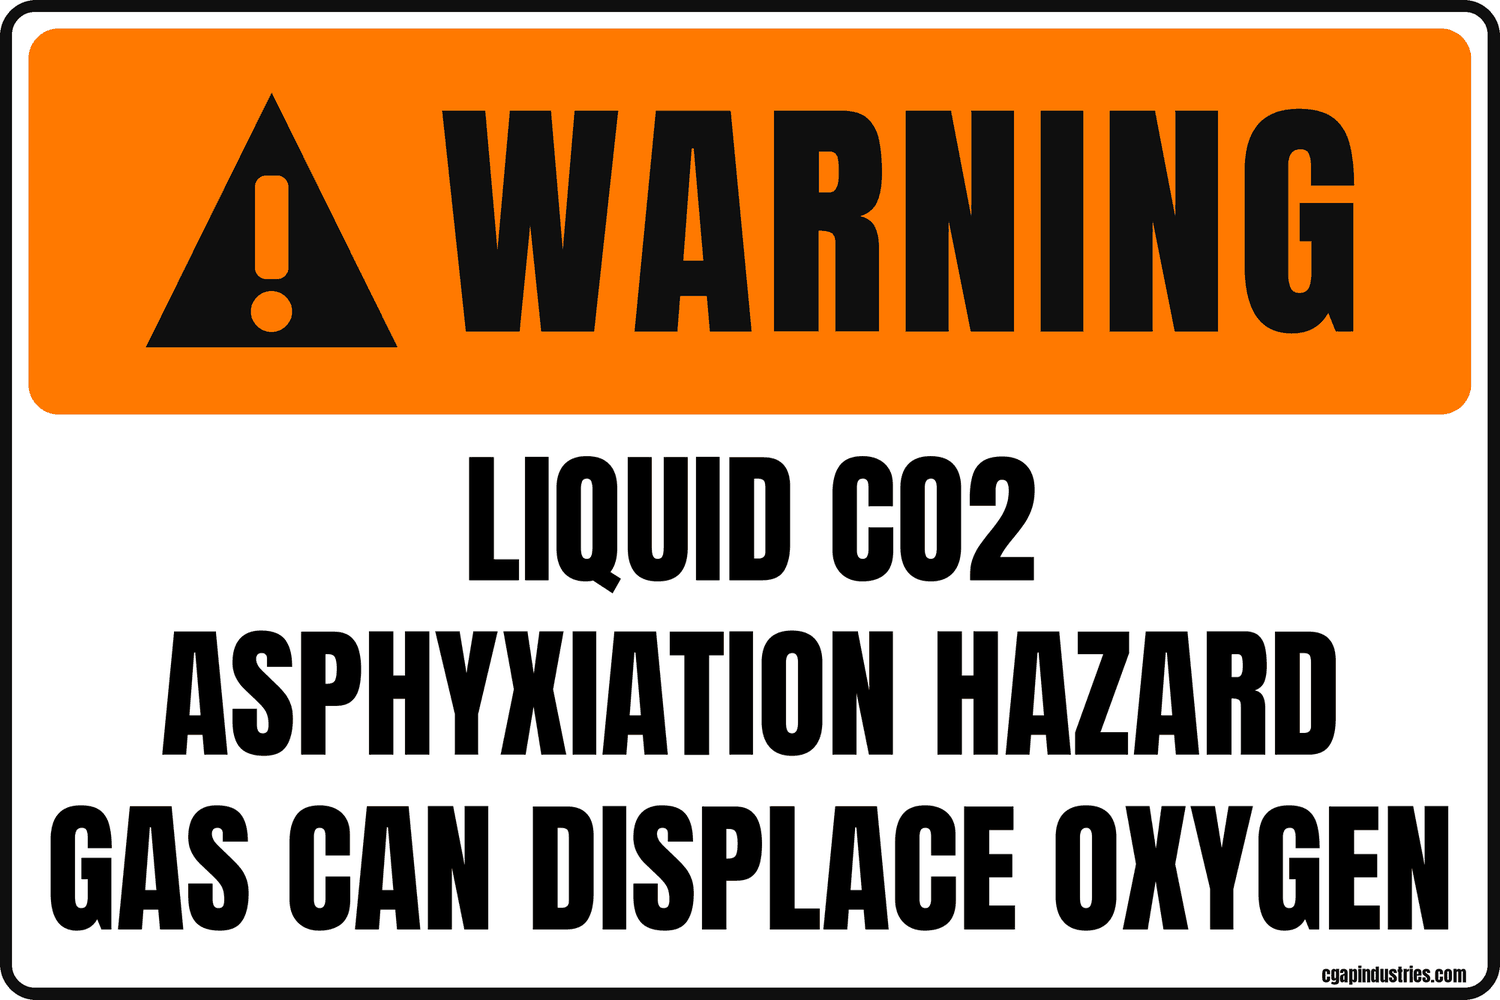 WARNING
LIQUID CO2
ASPHYXIATION HAZARD
GAS CAN DISPLACE OXYGEN
cgapindustries.com